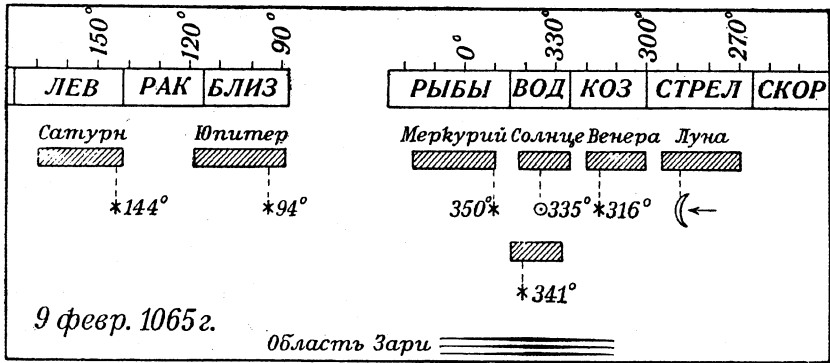 150° 120° 90° 0° 330° 300° 270°
ЛЕВ РАК БЛИЗ РЫБЫ ВОД КОЗ СТРЕЛ СКОР
Сатурн Юпитер Меркурий Солнце Венера Луна
144° 94° 350° 335° 316°
341°
9 февр. 1065 г.
Область Зари